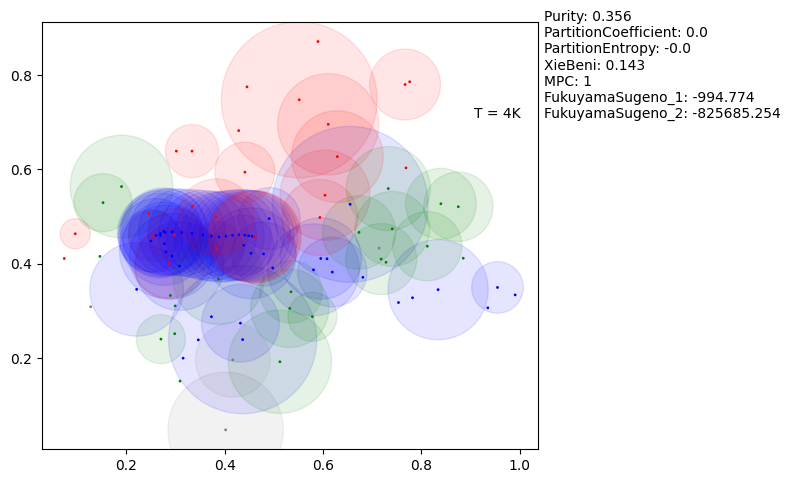 Purity: 0.356
PartitionCoefficient: 0.0
PartitionEntropy: -0.0
XieBeni: 0.143
MPC: 1
FukuyamaSugeno_1: -994.774
FukuyamaSugeno_2: -825685.254
T = 4K
0.8
0.6
0.4
0.2
0.2 0.4 0.6 0.8 1.0